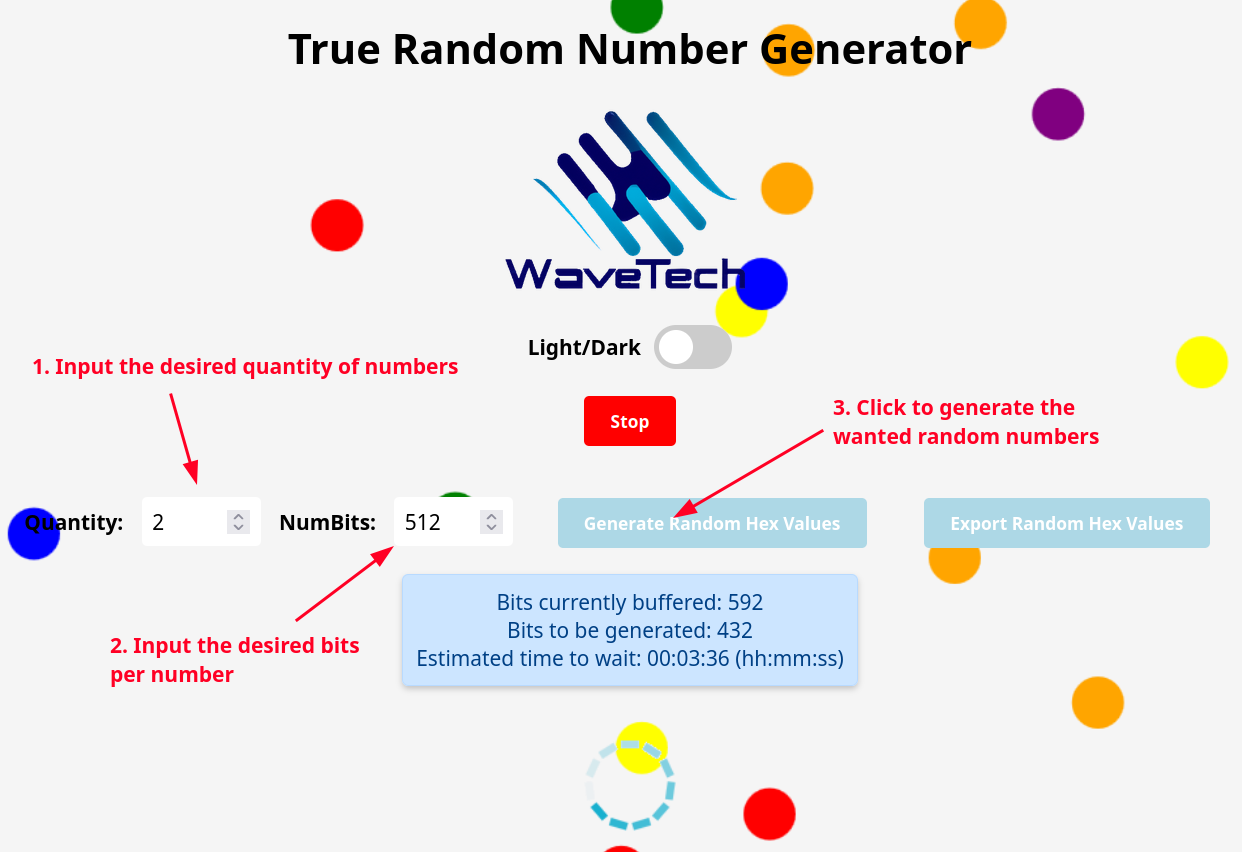 True Random Number Generator
WaveTech
Light/Dark
1. Input the desired quantity of numbers
Stop
3. Click to generate the
wanted random numbers
Quantity: 2 NumBits: 512 Generate Random Hex Values Export Random Hex Values
Bits currently buffered: 592
Bits to be generated: 432
Estimated time to wait: 00:03:36 (hh:mm:ss)
2. Input the desired bits
per number